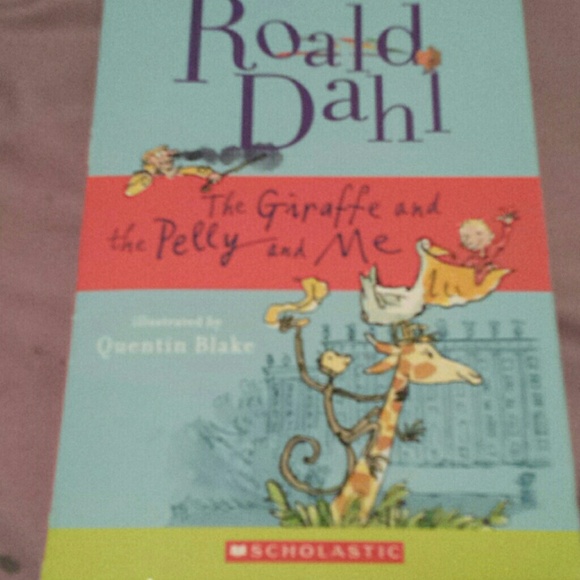 Roald
Dahl
The Giraffe and
the Pelly and Me
illustrated by
Quentin Blake
SCHOLASTIC